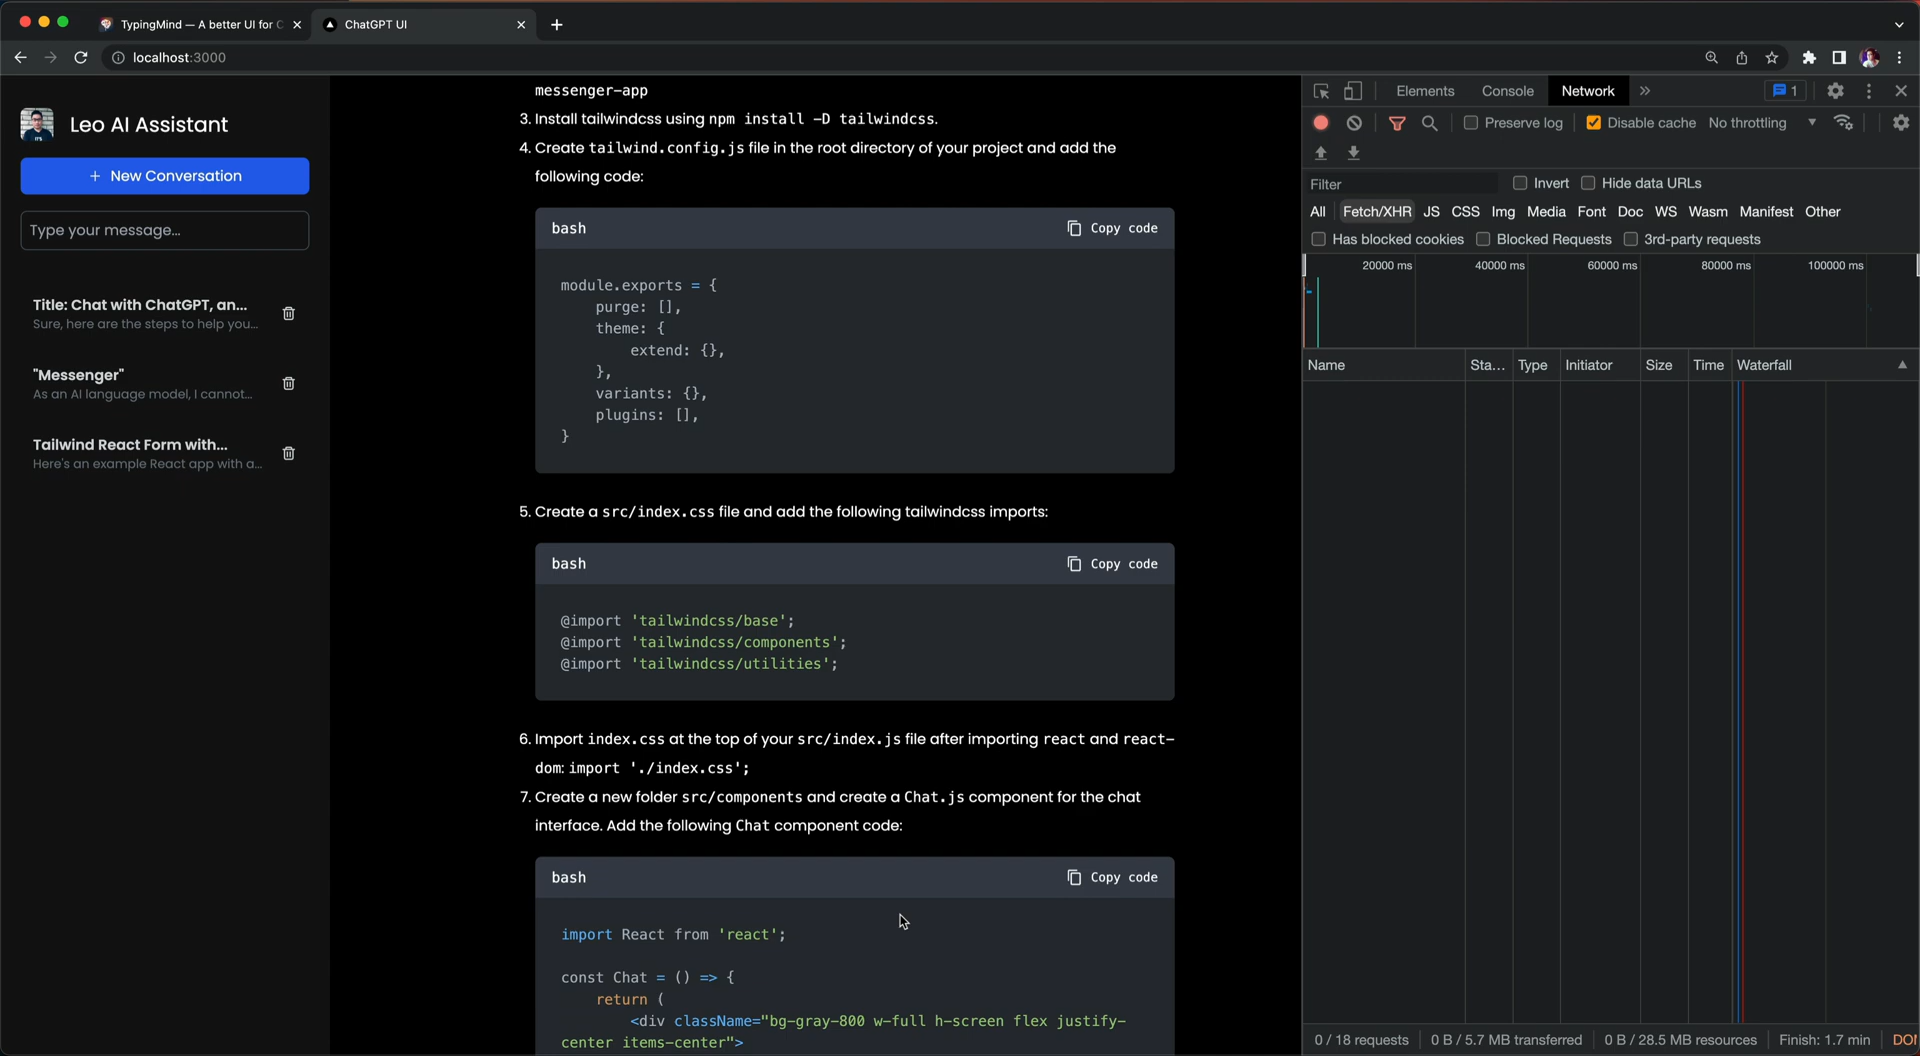 TypingMind — A better UI for C
ChatGPT UI
localhost:3000
Leo AI Assistant
+ New Conversation
Type your message...
Title: Chat with ChatGPT, an...
Sure, here are the steps to help you...
"Messenger"
As an AI language model, I cannot...
Tailwind React Form with...
Here's an example React app with a...
messenger-app
3. Install tailwindcss using npm install -D tailwindcss.
4. Create tailwind.config.js file in the root directory of your project and add the
following code:
bash
Copy code
module.exports = {
purge: [],
theme: {
extend: {},
},
variants: {},
plugins: [],
}
5. Create a src/index.css file and add the following tailwindcss imports:
bash
Copy code
@import 'tailwindcss/base';
@import 'tailwindcss/components';
@import 'tailwindcss/utilities';
6. Import index.css at the top of your src/index.js file after importing react and react-
dom: import './index.css';
7. Create a new folder src/components and create a Chat.js component for the chat
interface. Add the following Chat component code:
bash
Copy code
import React from 'react';
const Chat = () => {
return (
<div className="bg-gray-800 w-full h-screen flex justify-
center items-center">
Elements Console Network » 1
Preserve log Disable cache No throttling
Filter Invert Hide data URLs
All Fetch/XHR JS CSS Img Media Font Doc WS Wasm Manifest Other
Has blocked cookies Blocked Requests 3rd-party requests
20000 ms 40000 ms 60000 ms 80000 ms 100000 ms
Name Sta... Type Initiator Size Time Waterfall
0 / 18 requests 0 B / 5.7 MB transferred 0 B / 28.5 MB resources Finish: 1.7 min DOM